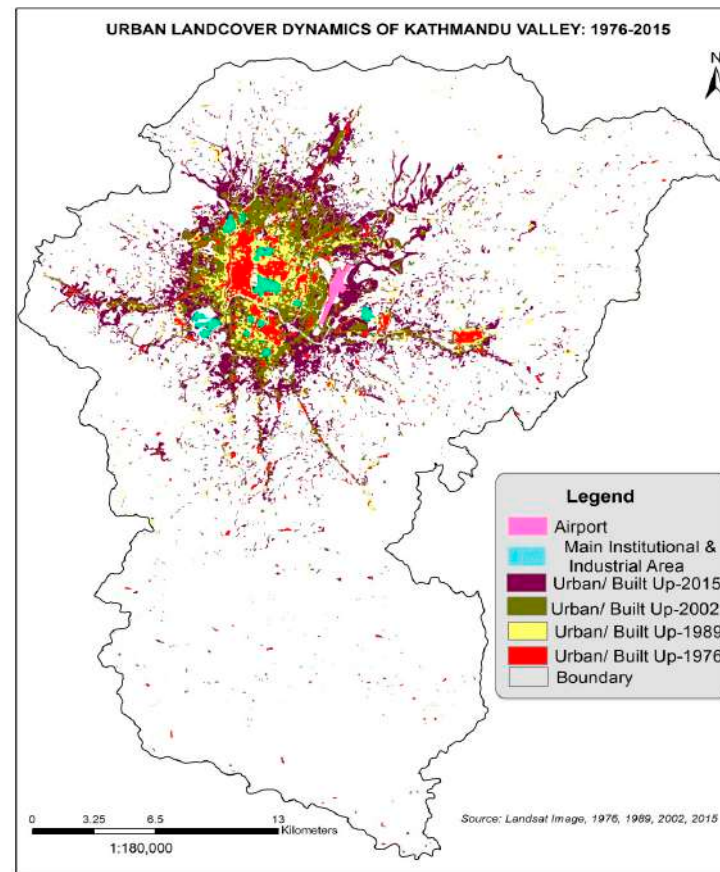 URBAN LANDCOVER DYNAMICS OF KATHMANDU VALLEY: 1976-2015
N
Legend
Airport
Main Institutional &
Industrial Area
Urban/ Built Up-2015
Urban/ Built Up-2002
Urban/ Built Up-1989
Urban/ Built Up-1976
Boundary
0 3.25 6.5 13
Kilometers
1:180,000
Source: Landsat Image, 1976, 1989, 2002, 2015